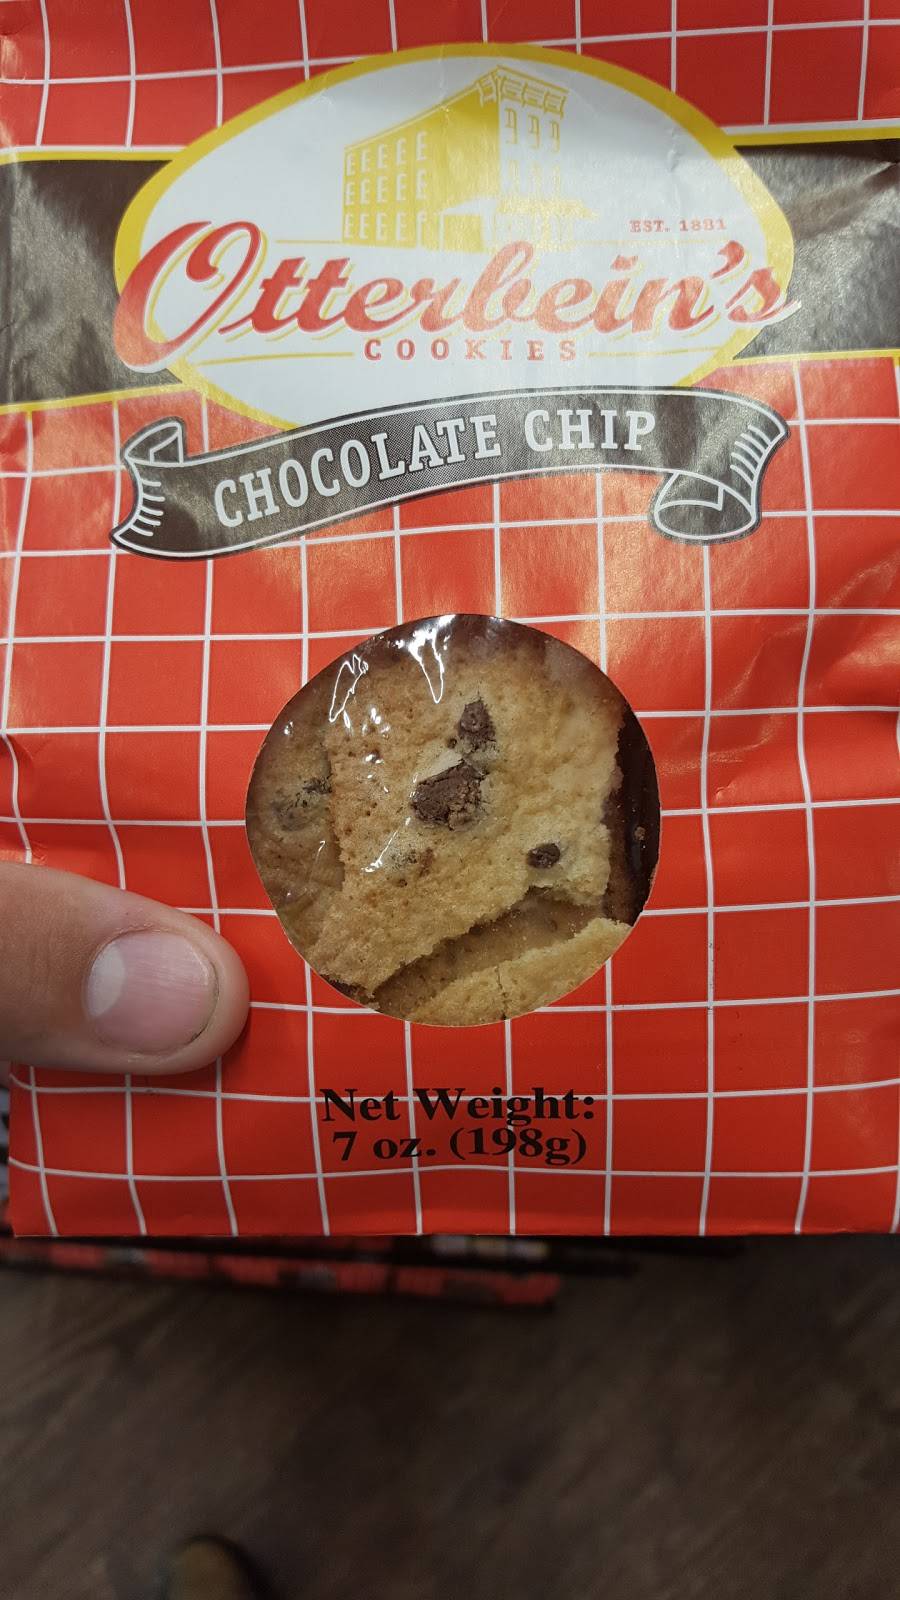 EST. 1881
Otterbein's
COOKIES
CHOCOLATE CHIP
Net Weight:
7 oz. (198g)